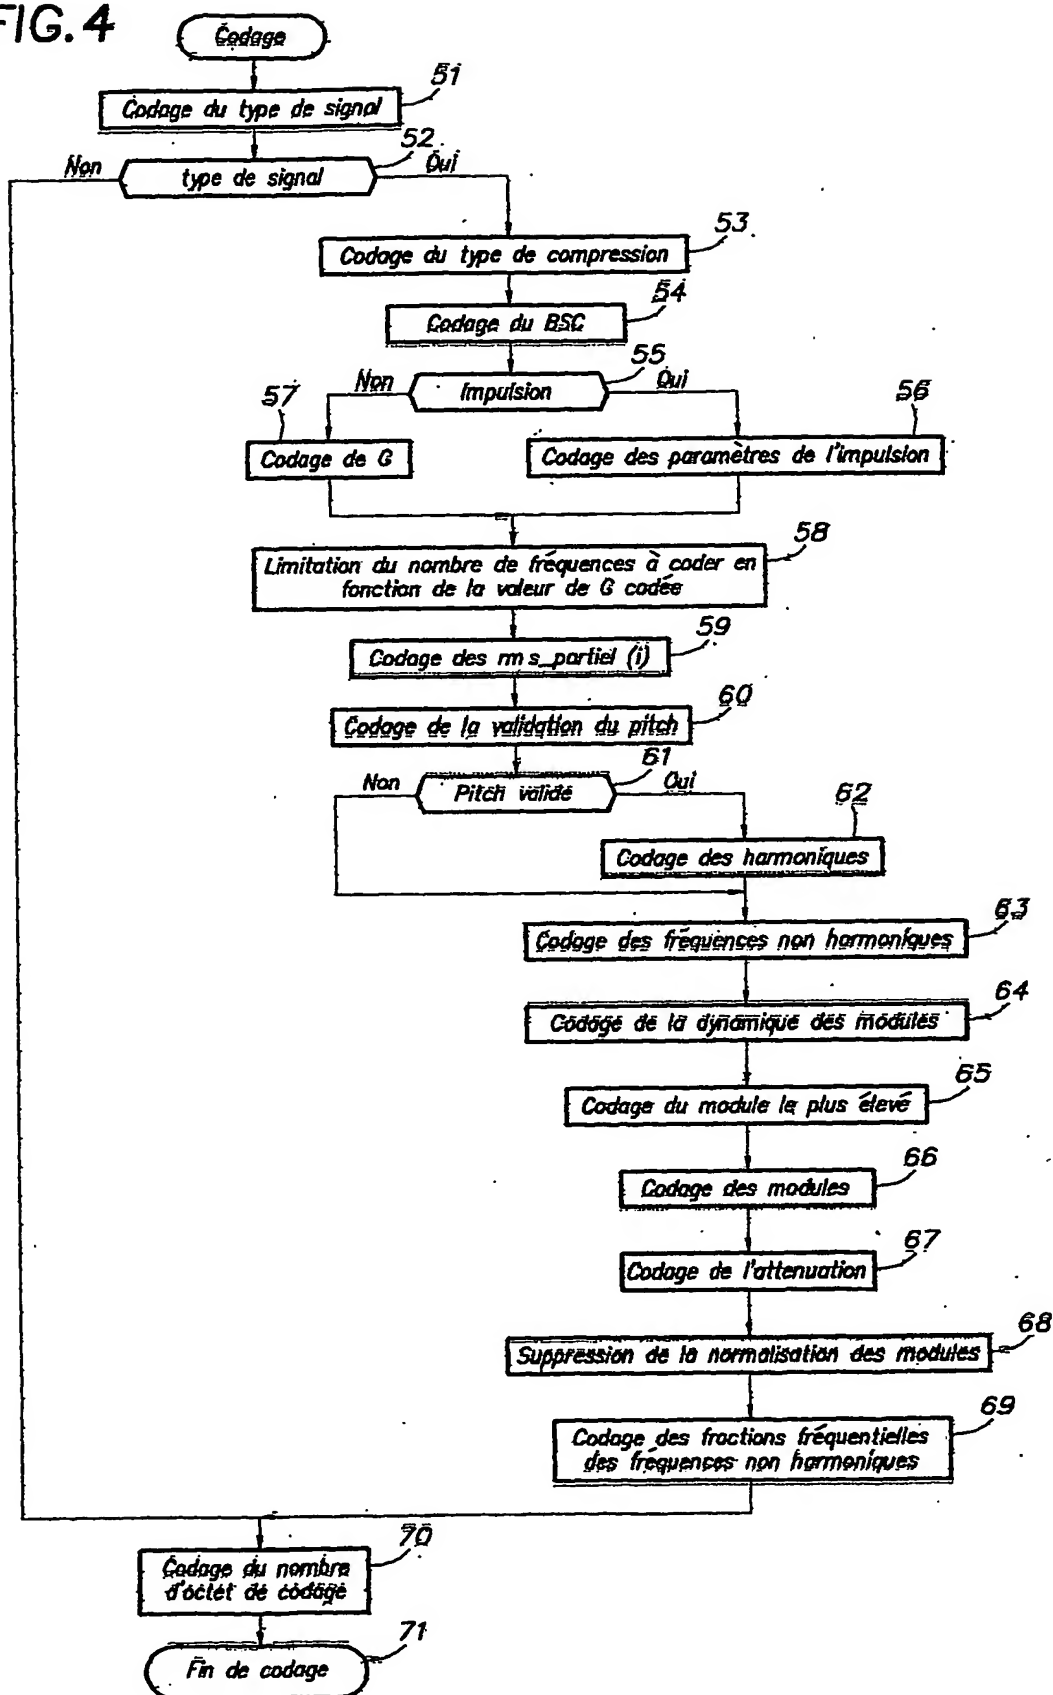 FIG. 4
Codage
51
Codage du type de signal
52
Non
type de signal
Oui
53
Codage du type de compression
54
Codage du BSC
55
Non
Impulsion
Oui
57
56
Codage de G
Codage des paramètres de l'impulsion
58
Limitation du nombre de fréquences à coder en
fonction de la valeur de G codée
59
Codage des rms_partiel (i)
60
Codage de la validation du pitch
61
Non
Pitch validé
Oui
62
Codage des harmoniques
63
Codage des fréquences non harmoniques
64
Codage de la dynamique des modules
65
Codage du module le plus élevé
66
Codage des modules
67
Codage de l'attenuation
68
Suppression de la normalisation des modules
69
Codage des fractions fréquentielles
des fréquences non harmoniques
70
Codage du nombre
d'octet de codage
71
Fin de codage